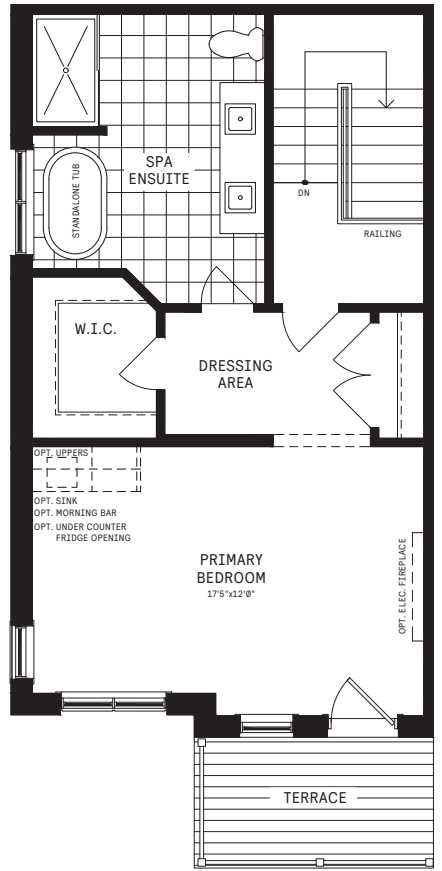 SPA
ENSUITE
STANDALONE TUB
DN
RAILING
W.I.C.
DRESSING
AREA
OPT. UPPERS
OPT. SINK
OPT. MORNING BAR
OPT. UNDER COUNTER
FRIDGE OPENING
PRIMARY
BEDROOM
17'5"x12'0"
OPT. ELEC. FIREPLACE
TERRACE